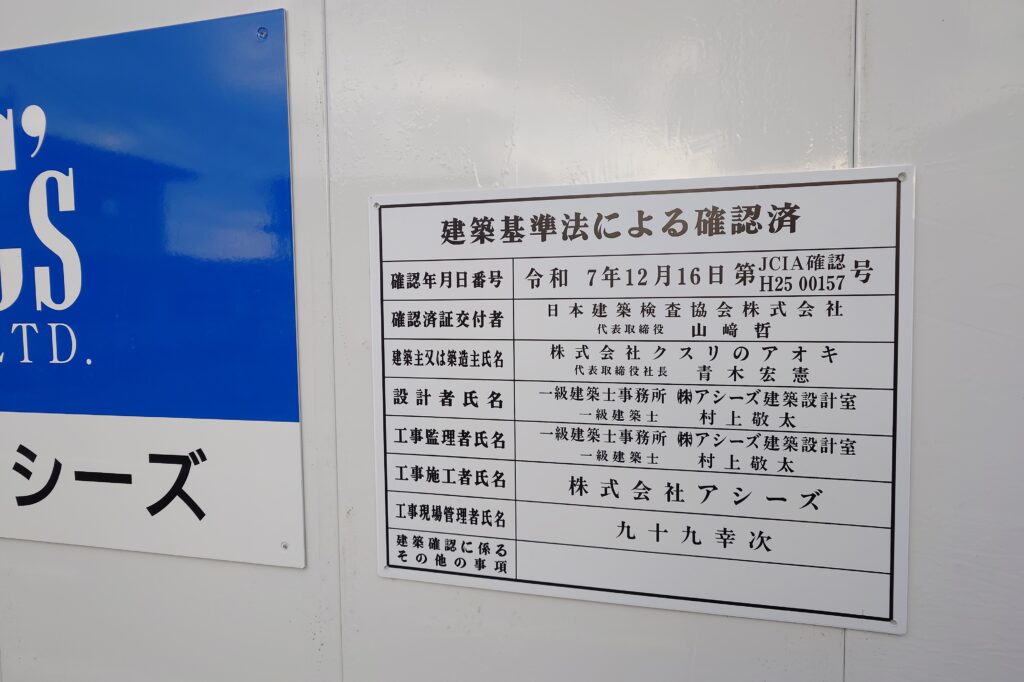 's
LTD.
シーズ
建築基準法による確認済
確認年月日番号 令和 7年12月16日 第 JCIA確認 H25 00157 号
確認済証交付者 日本建築検査協会株式会社
代表取締役 山﨑哲
建築主又は築造主氏名 株式会社クスリのアオキ
代表取締役社長 青木宏憲
設計者氏名 一級建築士事務所 ㈱アシーズ建築設計室
一級建築士 村上敬太
工事監理者氏名 一級建築士事務所 ㈱アシーズ建築設計室
一級建築士 村上敬太
工事施工者氏名 株式会社アシーズ
工事現場管理者氏名 九十九幸次
建築確認に係る
その他の事項